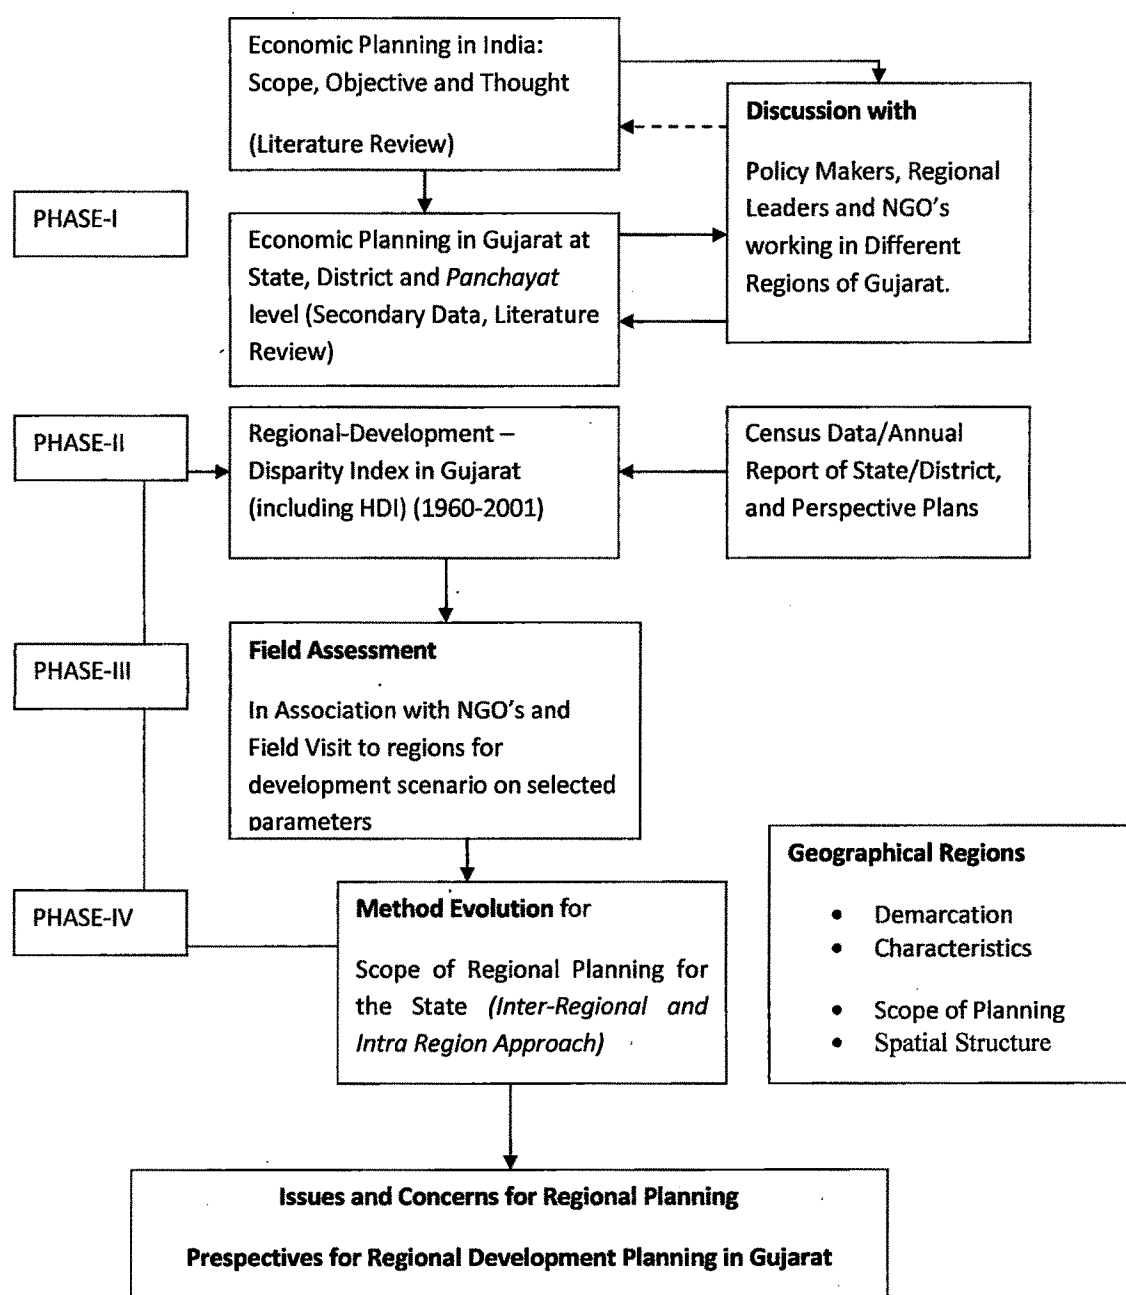 Economic Planning in India:
Scope, Objective and Thought
(Literature Review)
Discussion with
Policy Makers, Regional
Leaders and NGO's
working in Different
Regions of Gujarat.
PHASE-I
Economic Planning in Gujarat at
State, District and Panchayat
level (Secondary Data, Literature
Review)
PHASE-II
Regional-Development –
Disparity Index in Gujarat
(including HDI) (1960-2001)
Census Data/Annual
Report of State/District,
and Perspective Plans
PHASE-III
Field Assessment
In Association with NGO's and
Field Visit to regions for
development scenario on selected
parameters
Geographical Regions
• Demarcation
• Characteristics
• Scope of Planning
• Spatial Structure
PHASE-IV
Method Evolution for
Scope of Regional Planning for
the State (Inter-Regional and
Intra Region Approach)
Issues and Concerns for Regional Planning
Prespectives for Regional Development Planning in Gujarat